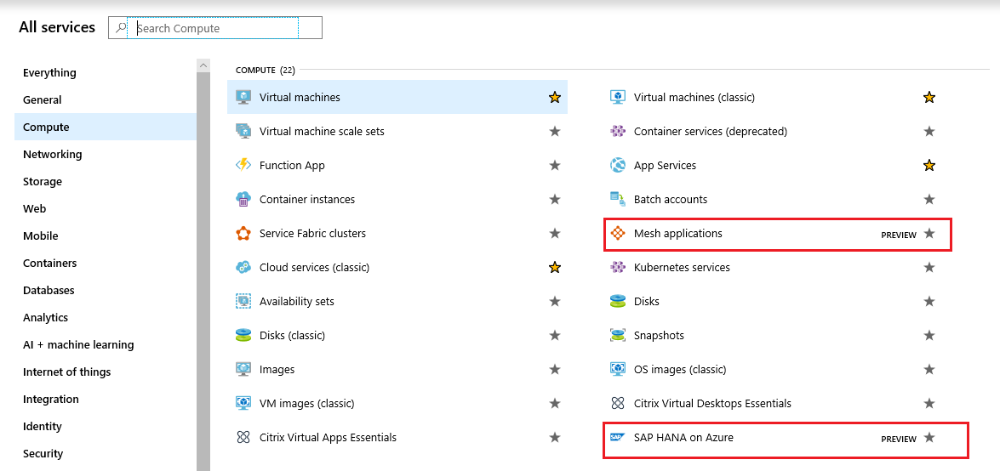 All services
Search Compute
Everything
General
Compute
Networking
Storage
Web
Mobile
Containers
Databases
Analytics
AI + machine learning
Internet of things
Integration
Identity
Security
COMPUTE (22)
Virtual machines
Virtual machines (classic)
Virtual machine scale sets
Container services (deprecated)
Function App
App Services
Container instances
Batch accounts
Service Fabric clusters
Mesh applications PREVIEW
Cloud services (classic)
Kubernetes services
Availability sets
Disks
Disks (classic)
Snapshots
Images
OS images (classic)
VM images (classic)
Citrix Virtual Desktops Essentials
Citrix Virtual Apps Essentials
SAP SAP HANA on Azure PREVIEW